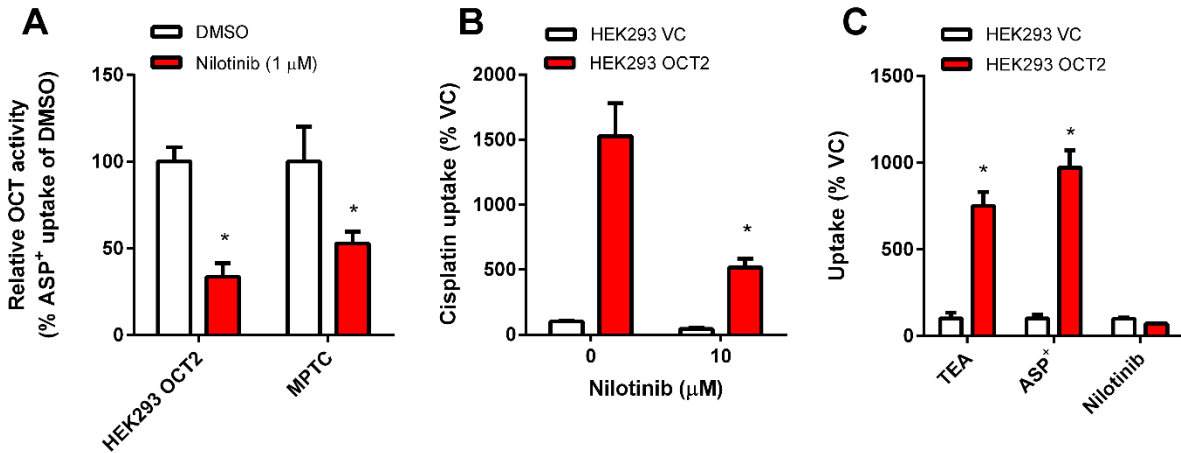 A
DMSO
Nilotinib (1 μM)
Relative OCT activity
(% ASP+ uptake of DMSO)
150
100
50
0
*
*
HEK293 OCT2
MPTC
B
HEK293 VC
HEK293 OCT2
Cisplatin uptake (% VC)
2000
1500
1000
500
0
*
0
10
Nilotinib (μM)
C
HEK293 VC
HEK293 OCT2
Uptake (% VC)
1500
1000
500
0
*
*
TEA
ASP+
Nilotinib